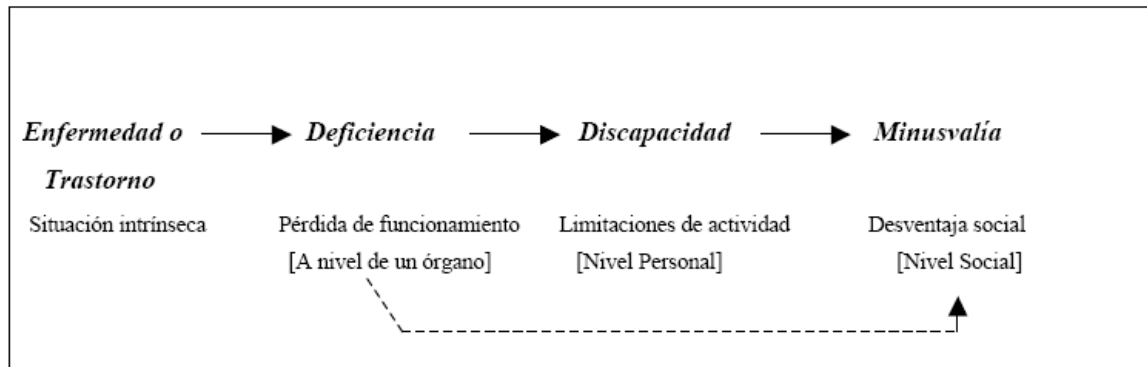 Enfermedad o Deficiencia Discapacidad Minusvalía
Trastorno
Situación intrínseca Pérdida de funcionamiento Limitaciones de actividad Desventaja social
[A nivel de un órgano] [Nivel Personal] [Nivel Social]